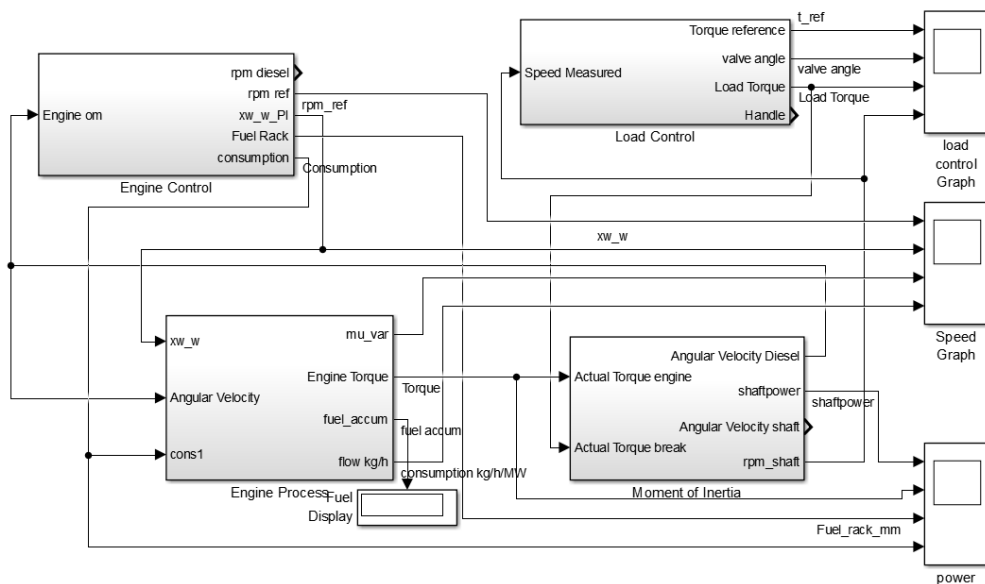 t_ref
Torque reference
valve angle
valve angle
Speed Measured
Load Torque
Load Torque
Handle
Load Control
load
control
Graph
rpm diesel
rpm ref
rpm_ref
Engine om
xw_w_PI
Fuel Rack
consumption
Consumption
Engine Control
xw_w
Speed
Graph
xw_w
mu_var
Engine Torque
Torque
Angular Velocity
fuel_accum
fuel accum
cons1
flow kg/h
consumption kg/h/MW
Engine Process
Fuel
Display
Angular Velocity Diesel
Actual Torque engine
shaftpower
shaftpower
Angular Velocity shaft
Actual Torque break
rpm_shaft
Moment of Inertia
Fuel_rack_mm
power